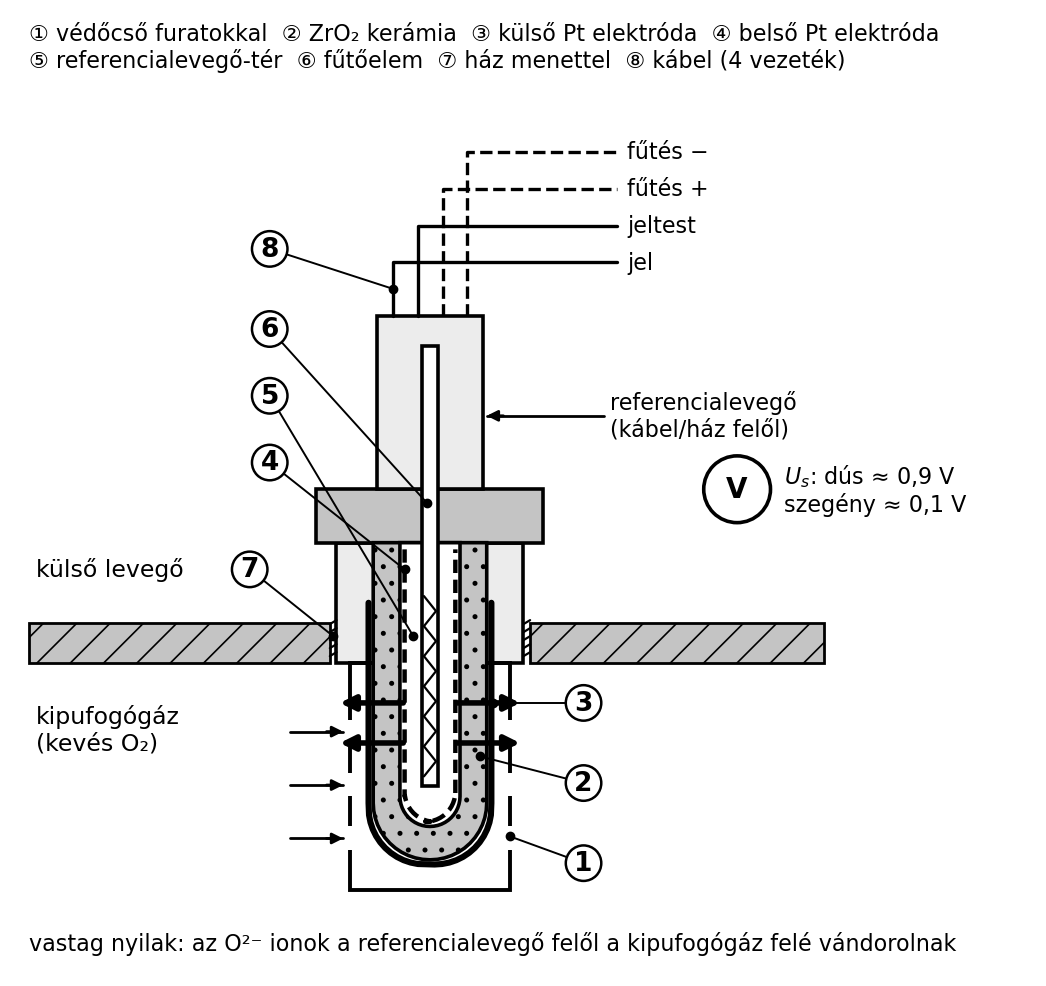 ① védőcső furatokkal ② ZrO₂ kerámia ③ külső Pt elektróda ④ belső Pt elektróda
⑤ referencialevegő-tér ⑥ fűtőelem ⑦ ház menettel ⑧ kábel (4 vezeték)
fűtés −
fűtés +
jeltest
jel
8
6
5
4
referencialevegő
(kábel/ház felől)
V
Uₛ: dús ≈ 0,9 V
szegény ≈ 0,1 V
külső levegő
7
kipufogógáz
(kevés O₂)
3
2
1
vastag nyilak: az O²⁻ ionok a referencialevegő felől a kipufogógáz felé vándorolnak